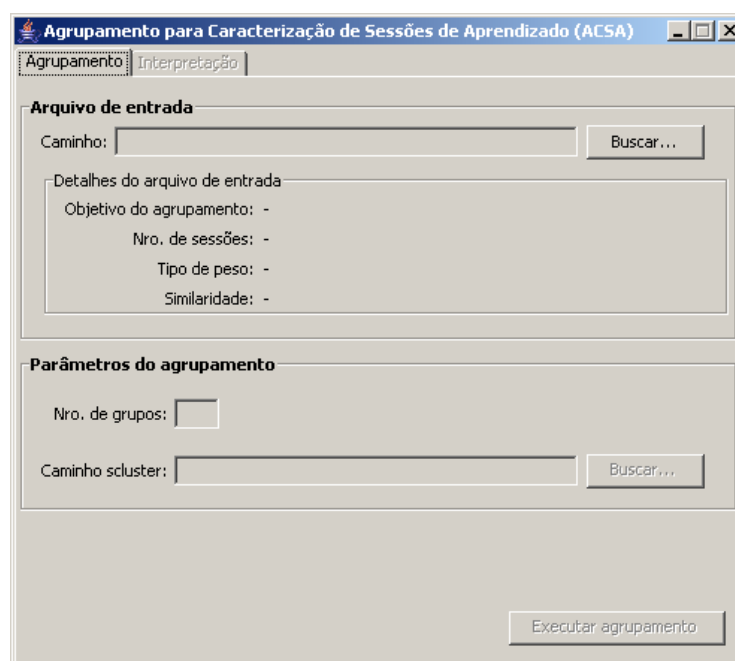 Agrupamento para Caracterização de Sessões de Aprendizado (ACSA)
Agrupamento Interpretação
Arquivo de entrada
Caminho: Buscar...
Detalhes do arquivo de entrada
Objetivo do agrupamento: -
Nro. de sessões: -
Tipo de peso: -
Similaridade: -
Parâmetros do agrupamento
Nro. de grupos:
Caminho scluster: Buscar...
Executar agrupamento